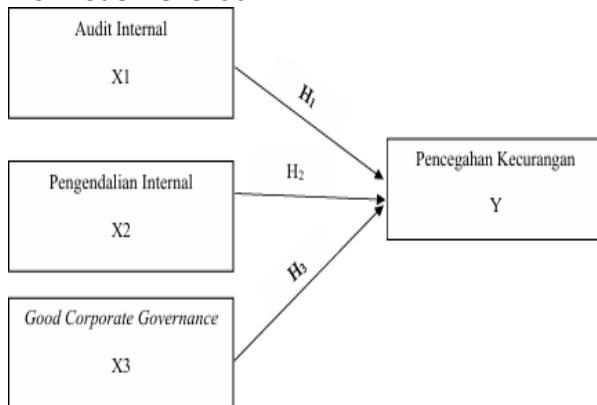 Audit Internal
X1
H₁
Pengendalian Internal
X2
H₂
Pencegahan Kecurangan
Y
Good Corporate Governance
X3
H₃